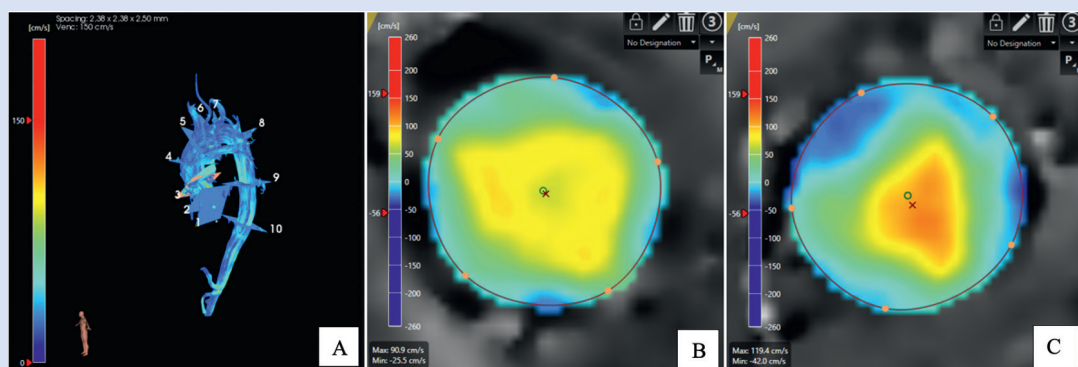 Spacing: 2.38 x 2.38 x 2.50 mm
Venc: 150 cm/s
[cm/s]
150
0
1
2
3
4
5
6
7
8
9
10
A
[cm/s]
260
200
159
150
100
50
0
-50
-56
-100
-150
-200
-260
3
No Designation
P
M
Max: 90.9 cm/s
Min: -25.5 cm/s
B
[cm/s]
260
200
159
150
100
50
0
-50
-56
-100
-150
-200
-260
3
No Designation
P
M
Max: 119.4 cm/s
Min: -42.0 cm/s
C